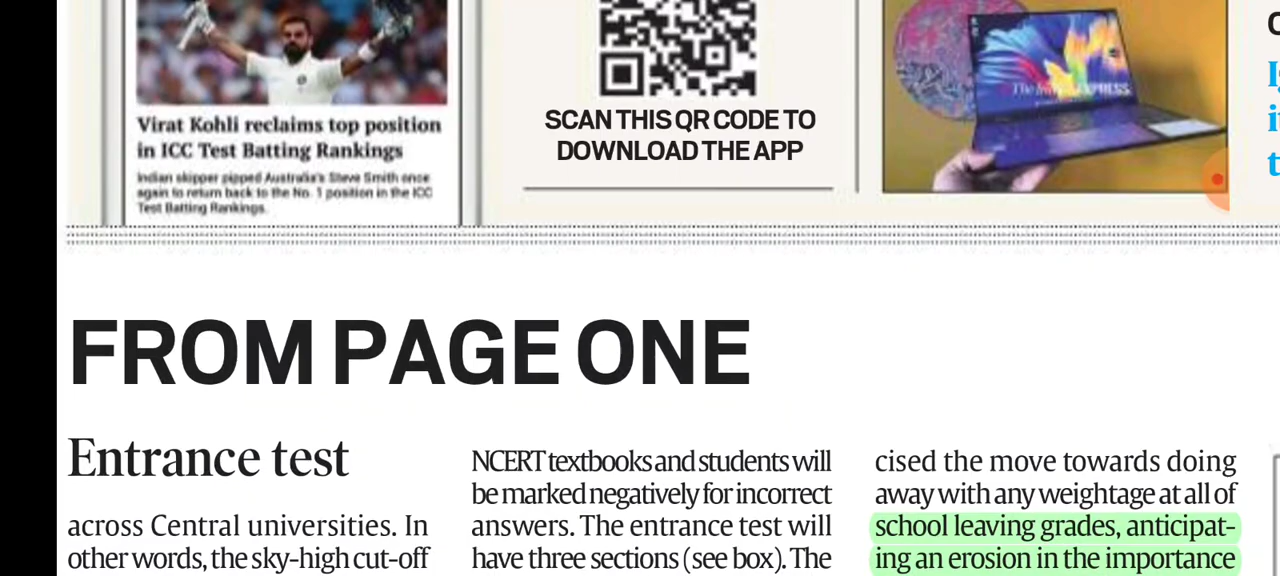 Virat Kohli reclaims top position
in ICC Test Batting Rankings
Indian skipper pipped Australia's Steve Smith once
again to return back to the No. 1 position in the ICC
Test Batting Rankings.
SCAN THIS QR CODE TO
DOWNLOAD THE APP
The EXPRESS
FROM PAGE ONE
Entrance test
across Central universities. In
other words, the sky-high cut-off
NCERT textbooks and students will
be marked negatively for incorrect
answers. The entrance test will
have three sections (see box). The
cised the move towards doing
away with any weightage at all of
school leaving grades, anticipat-
ing an erosion in the importance